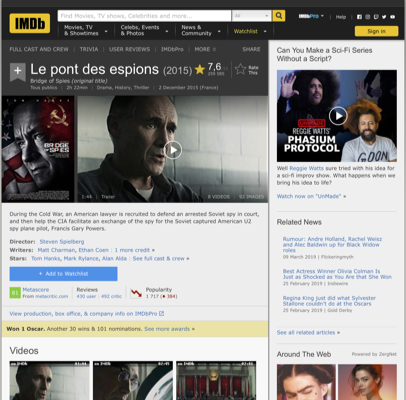 IMDb
Find Movies, TV shows, Celebrities and more...
All
IMDbPro
Help
Movies, TV
& Showtimes
Celebs, Events
& Photos
News &
Community
Watchlist
Sign in
FULL CAST AND CREW | TRIVIA | USER REVIEWS | IMDbPro | MORE
SHARE
Le pont des espions (2015)
7,6
Rate
This
Bridge of Spies (original title)
Tous publics | 2h 22min | Drama, History, Thriller | 2 December 2015 (France)
BRIDGE
OF SPIES
1:44 | Trailer
8 VIDEOS
92 IMAGES
During the Cold War, an American lawyer is recruited to defend an arrested Soviet spy in court,
and then help the CIA facilitate an exchange of the spy for the Soviet captured American U2
spy plane pilot, Francis Gary Powers.
Director: Steven Spielberg
Writers: Matt Charman, Ethan Coen | 1 more credit »
Stars: Tom Hanks, Mark Rylance, Alan Alda | See full cast & crew »
+ Add to Watchlist
81
Metascore
From metacritic.com
Reviews
430 user | 492 critic
Popularity
1 717
View production, box office, & company info on IMDbPro
Won 1 Oscar. Another 30 wins & 101 nominations. See more awards »
Videos
Can You Make a Sci-Fi Series
Without a Script?
REGGIE WATTS'
PHASIUM
PROTOCOL
Well Reggie Watts sure tried with his idea for
a sci-fi improv show. What happens when
we bring his idea to life?
Watch now on "UnMade" »
Related News
Rumour: Andre Holland, Rachel Weisz
and Alec Baldwin up for Black Widow
roles
09 March 2019 | Flickeringmyth
Best Actress Winner Olivia Colman Is
Just as Shocked as You Are that She Won
25 February 2019 | Indiewire
Regina King just did what Sylvester
Stallone couldn't do at the Oscars
25 February 2019 | Gold Derby
See all related articles »
Around The Web
Powered by ZergNet